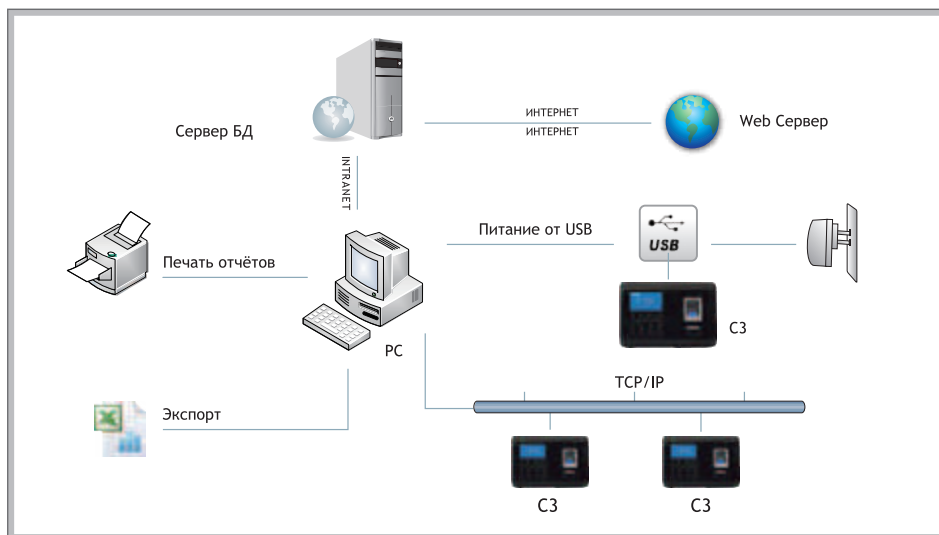 ИНТЕРНЕТ
ИНТЕРНЕТ
Сервер БД
Web Сервер
INTRANET
Питание от USB
USB
Печать отчётов
C3
PC
TCP/IP
Экспорт
C3
C3